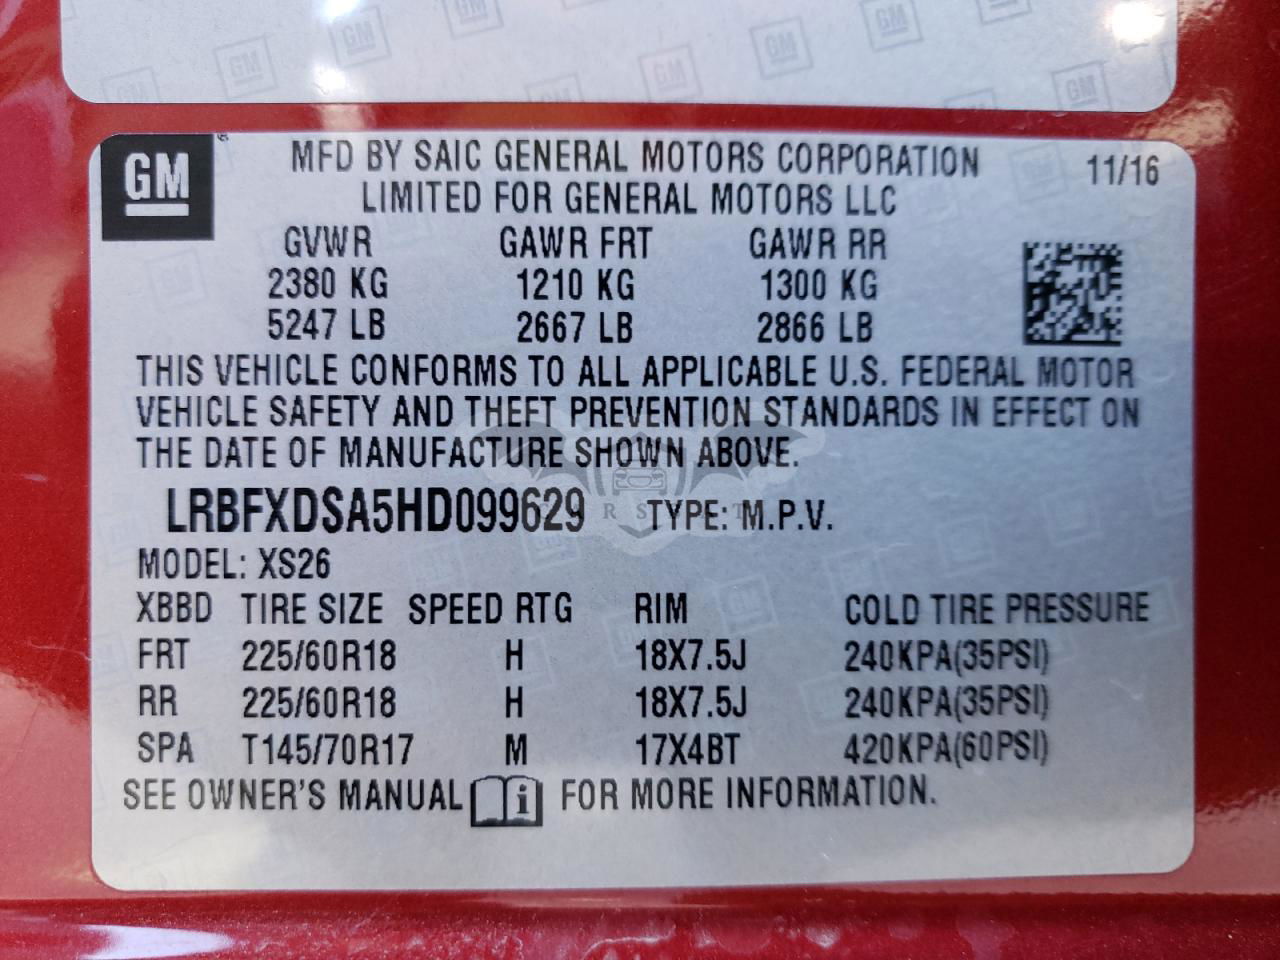 GM
MFD BY SAIC GENERAL MOTORS CORPORATION
LIMITED FOR GENERAL MOTORS LLC
11/16
GVWR GAWR FRT GAWR RR
2380 KG 1210 KG 1300 KG
5247 LB 2667 LB 2866 LB
THIS VEHICLE CONFORMS TO ALL APPLICABLE U.S. FEDERAL MOTOR
VEHICLE SAFETY AND THEFT PREVENTION STANDARDS IN EFFECT ON
THE DATE OF MANUFACTURE SHOWN ABOVE.
LRBFXDSA5HD099629 TYPE: M.P.V.
MODEL: XS26
XBBD TIRE SIZE SPEED RTG RIM COLD TIRE PRESSURE
FRT 225/60R18 H 18X7.5J 240KPA(35PSI)
RR 225/60R18 H 18X7.5J 240KPA(35PSI)
SPA T145/70R17 M 17X4BT 420KPA(60PSI)
SEE OWNER'S MANUAL i FOR MORE INFORMATION.